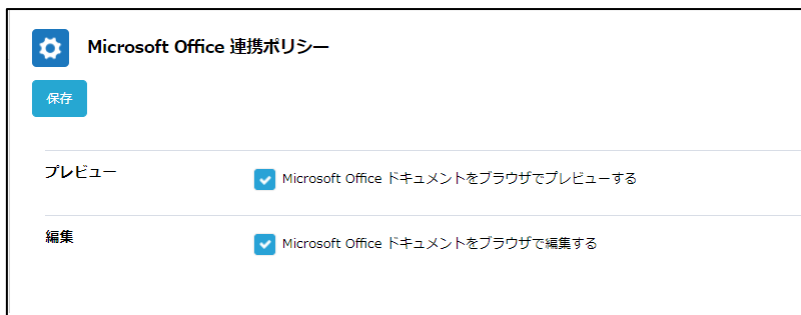 Microsoft Office 連携ポリシー
保存
プレビュー
Microsoft Office ドキュメントをブラウザでプレビューする
編集
Microsoft Office ドキュメントをブラウザで編集する